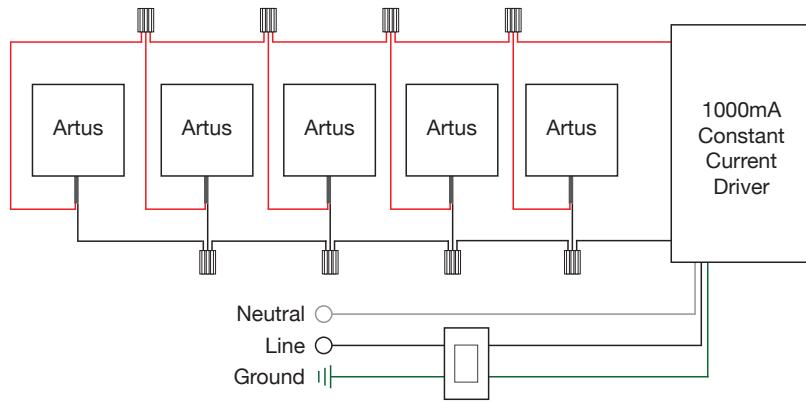 Artus
Artus
Artus
Artus
Artus
1000mA
Constant
Current
Driver
Neutral
Line
Ground